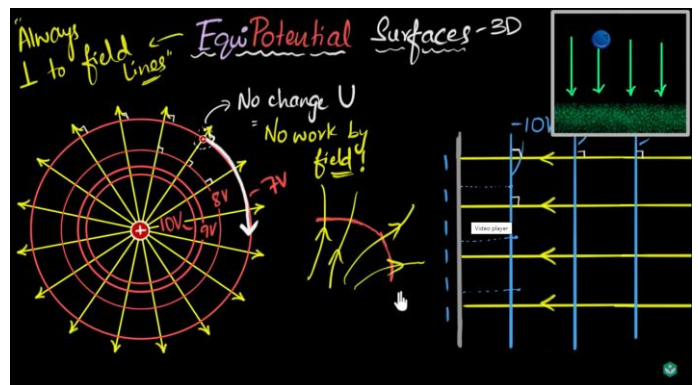 "Always
⊥ to field
lines"
EquiPotential Surfaces-3D
No change U
= No work by
field!
-10V
10V
9V
8V
7V
+
Video player